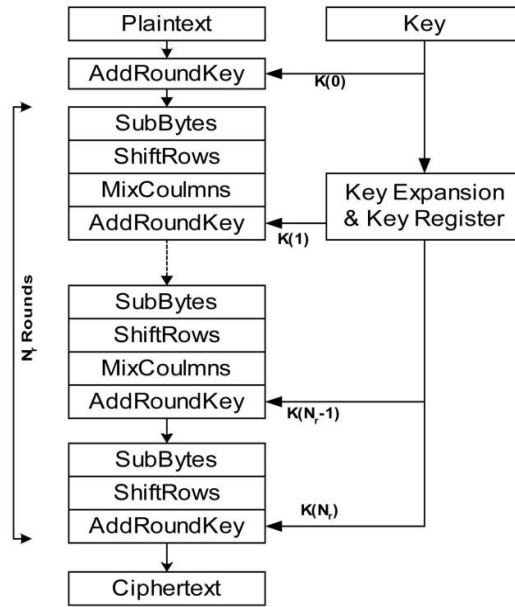 Plaintext
Key
AddRoundKey
K(0)
SubBytes
ShiftRows
MixCoulmns
AddRoundKey
K(1)
Key Expansion
& Key Register
Nr Rounds
SubBytes
ShiftRows
MixCoulmns
AddRoundKey
K(Nr-1)
SubBytes
ShiftRows
AddRoundKey
K(Nr)
Ciphertext